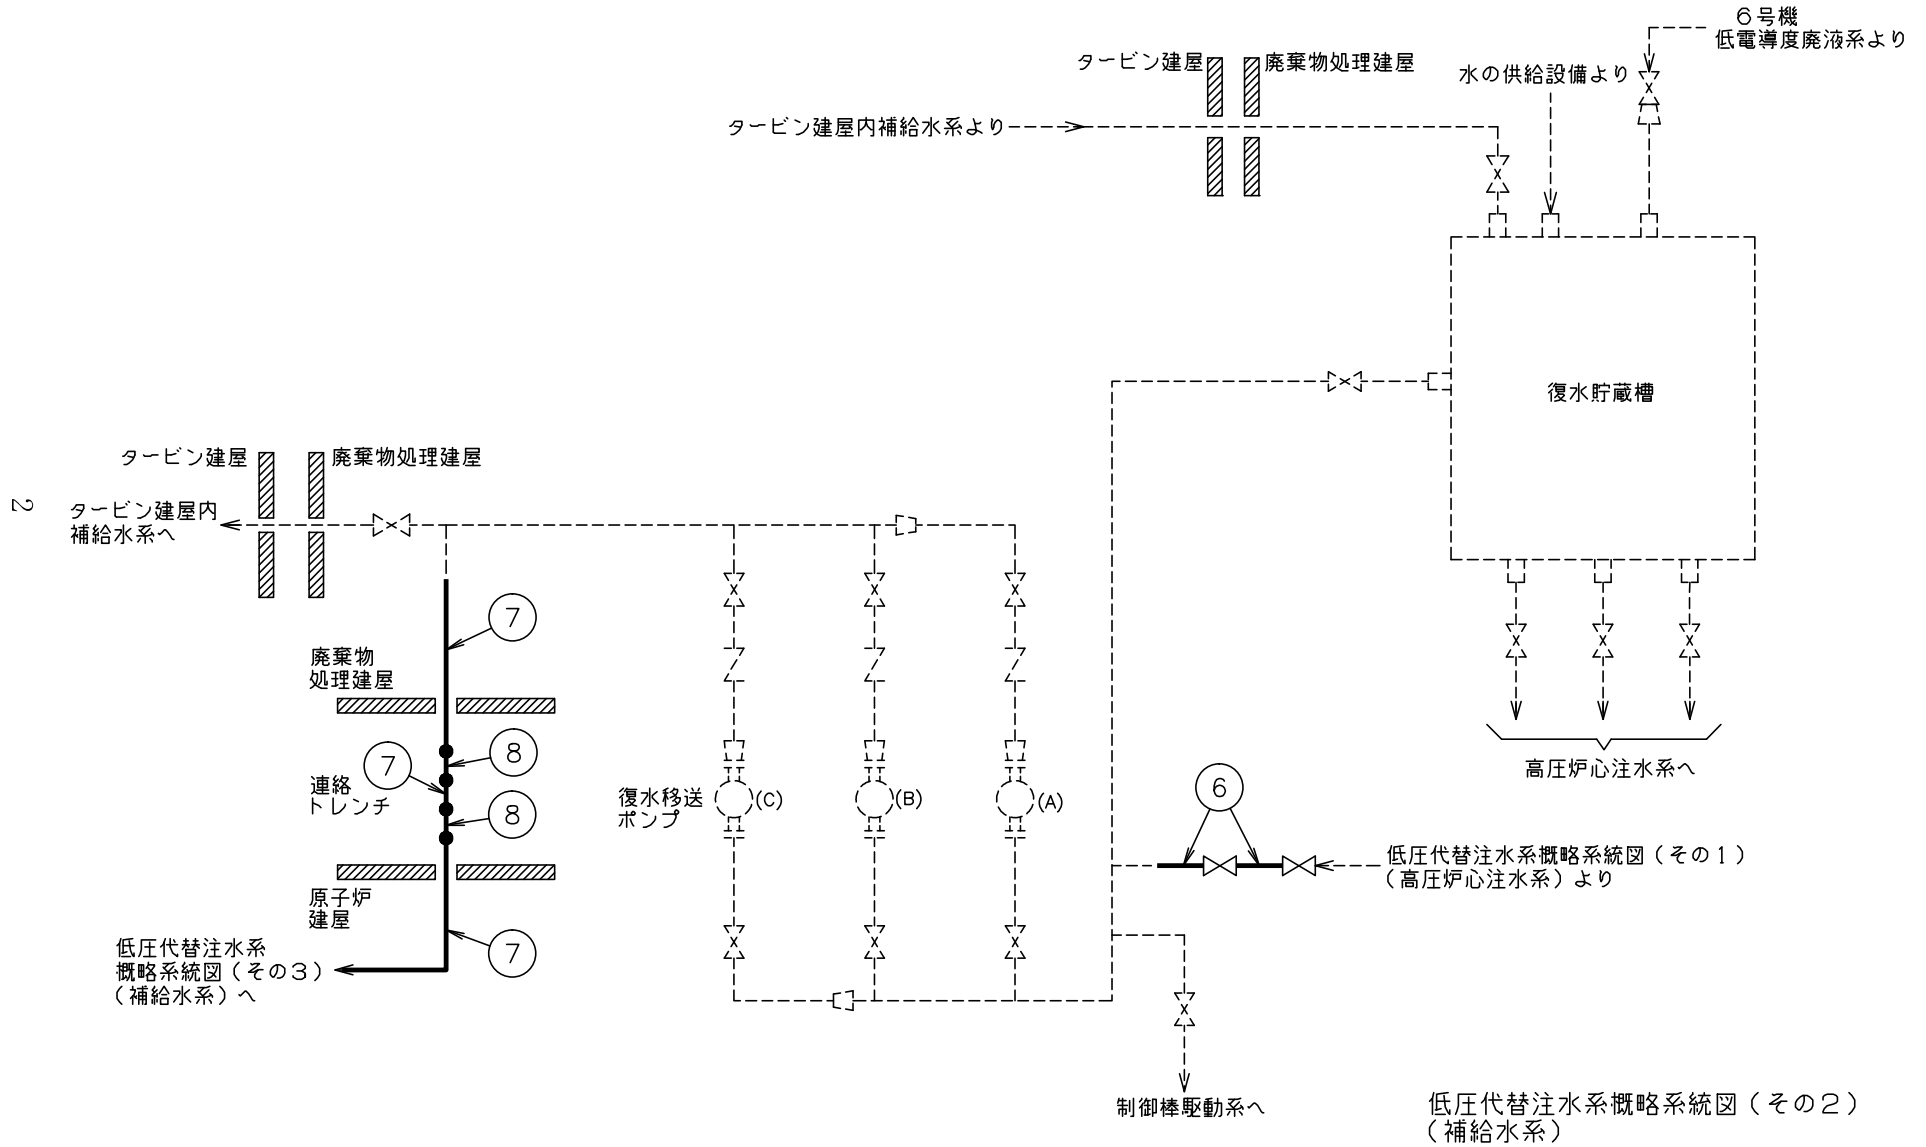 6号機
低電導度廃液系より
タービン建屋
廃棄物処理建屋
水の供給設備より
タービン建屋内補給水系より
復水貯蔵槽
タービン建屋
廃棄物処理建屋
タービン建屋内
補給水系へ
2
7
廃棄物
処理建屋
8
7
連絡
トレンチ
8
復水移送
ポンプ
(C)
(B)
(A)
高圧炉心注水系へ
6
低圧代替注水系概略系統図(その1)
(高圧炉心注水系)より
原子炉
建屋
7
低圧代替注水系
概略系統図(その3)
(補給水系)へ
制御棒駆動系へ
低圧代替注水系概略系統図(その2)
(補給水系)